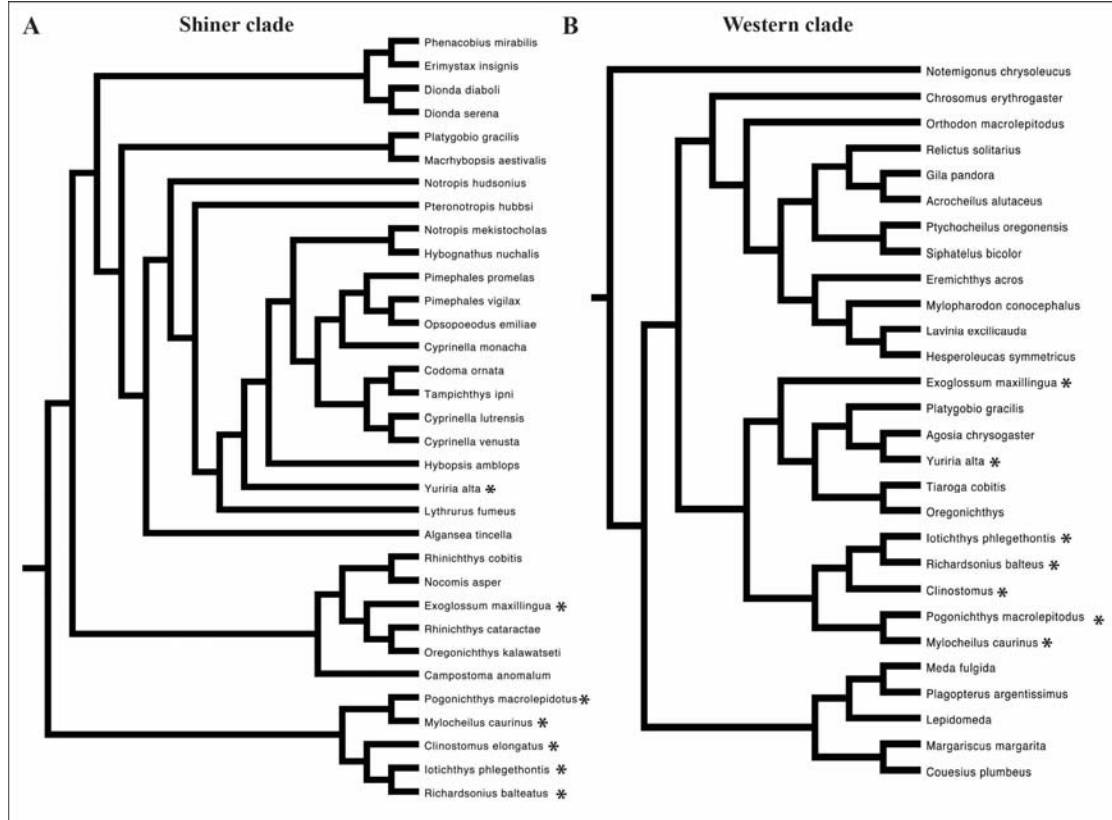 A
Shiner clade
Phenacobius mirabilis
Erimystax insignis
Dionda diaboli
Dionda serena
Platygobio gracilis
Macrhybopsis aestivalis
Notropis hudsonius
Pteronotropis hubbsi
Notropis mekistocholas
Hybognathus nuchalis
Pimephales promelas
Pimephales vigilax
Opsopoeodus emiliae
Cyprinella monacha
Codoma ornata
Tampichthys ipni
Cyprinella lutrensis
Cyprinella venusta
Hybopsis amblops
Yuriria alta *
Lythrurus fumeus
Algansea tincella
Rhinichthys cobitis
Nocomis asper
Exoglossum maxillingua *
Rhinichthys cataractae
Oregonichthys kalawatseti
Campostoma anomalum
Pogonichthys macrolepidotus *
Mylocheilus caurinus *
Clinostomus elongatus *
Iotichthys phlegethontis *
Richardsonius balteatus *
B
Western clade
Notemigonus chrysoleucus
Chrosomus erythrogaster
Orthodon macrolepitodus
Relictus solitarius
Gila pandora
Acrocheilus alutaceus
Ptychocheilus oregonensis
Siphatelus bicolor
Eremichthys acros
Mylopharodon conocephalus
Lavinia excilicauda
Hesperoleucas symmetricus
Exoglossum maxillingua *
Platygobio gracilis
Agosia chrysogaster
Yuriria alta *
Tiaroga cobitis
Oregonichthys
Iotichthys phlegethontis *
Richardsonius balteus *
Clinostomus *
Pogonichthys macrolepitodus *
Mylocheilus caurinus *
Meda fulgida
Plagopterus argentissimus
Lepidomeda
Margariscus margarita
Couesius plumbeus